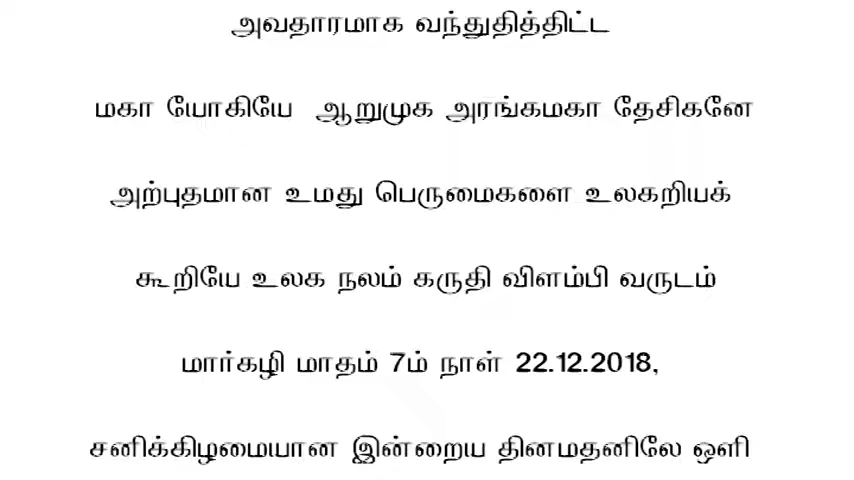 அவதாரமாக வந்துதித்திட்ட
மகா யோகியே ஆறுமுக அரங்கமகா தேசிகனே
அற்புதமான உமது பெருமைகளை உலகறியக்
கூறியே உலக நலம் கருதி விளம்பி வருடம்
மார்கழி மாதம் 7ம் நாள் 22.12.2018,
சனிக்கிழமையான இன்றைய தினமதனிலே ஒளி